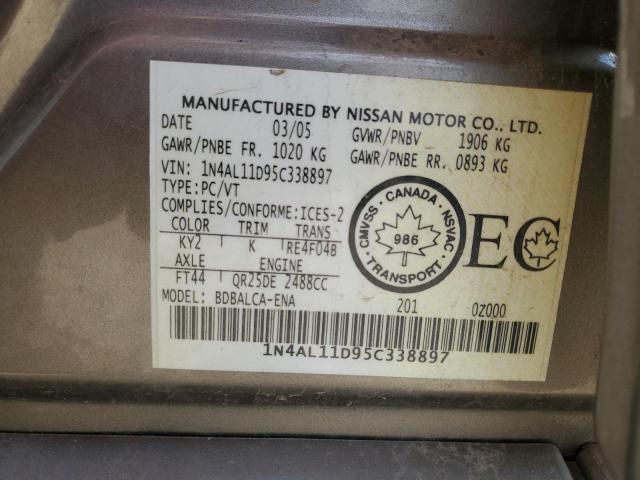 MANUFACTURED BY NISSAN MOTOR CO., LTD.
DATE 03/05 GVWR/PNBV 1906 KG
GAWR/PNBE FR. 1020 KG GAWR/PNBE RR. 0893 KG
VIN: 1N4AL11D95C338897
TYPE:PC/VT
COMPLIES/CONFORME:ICES-2
COLOR TRIM TRANS
KY2 K RE4F04B
AXLE ENGINE
FT44 QR25DE 2488CC
MODEL: BDBALCA-ENA 201 0Z000
CMVSS CANADA NSVAC
986
TRANSPORT
EC
1N4AL11D95C338897